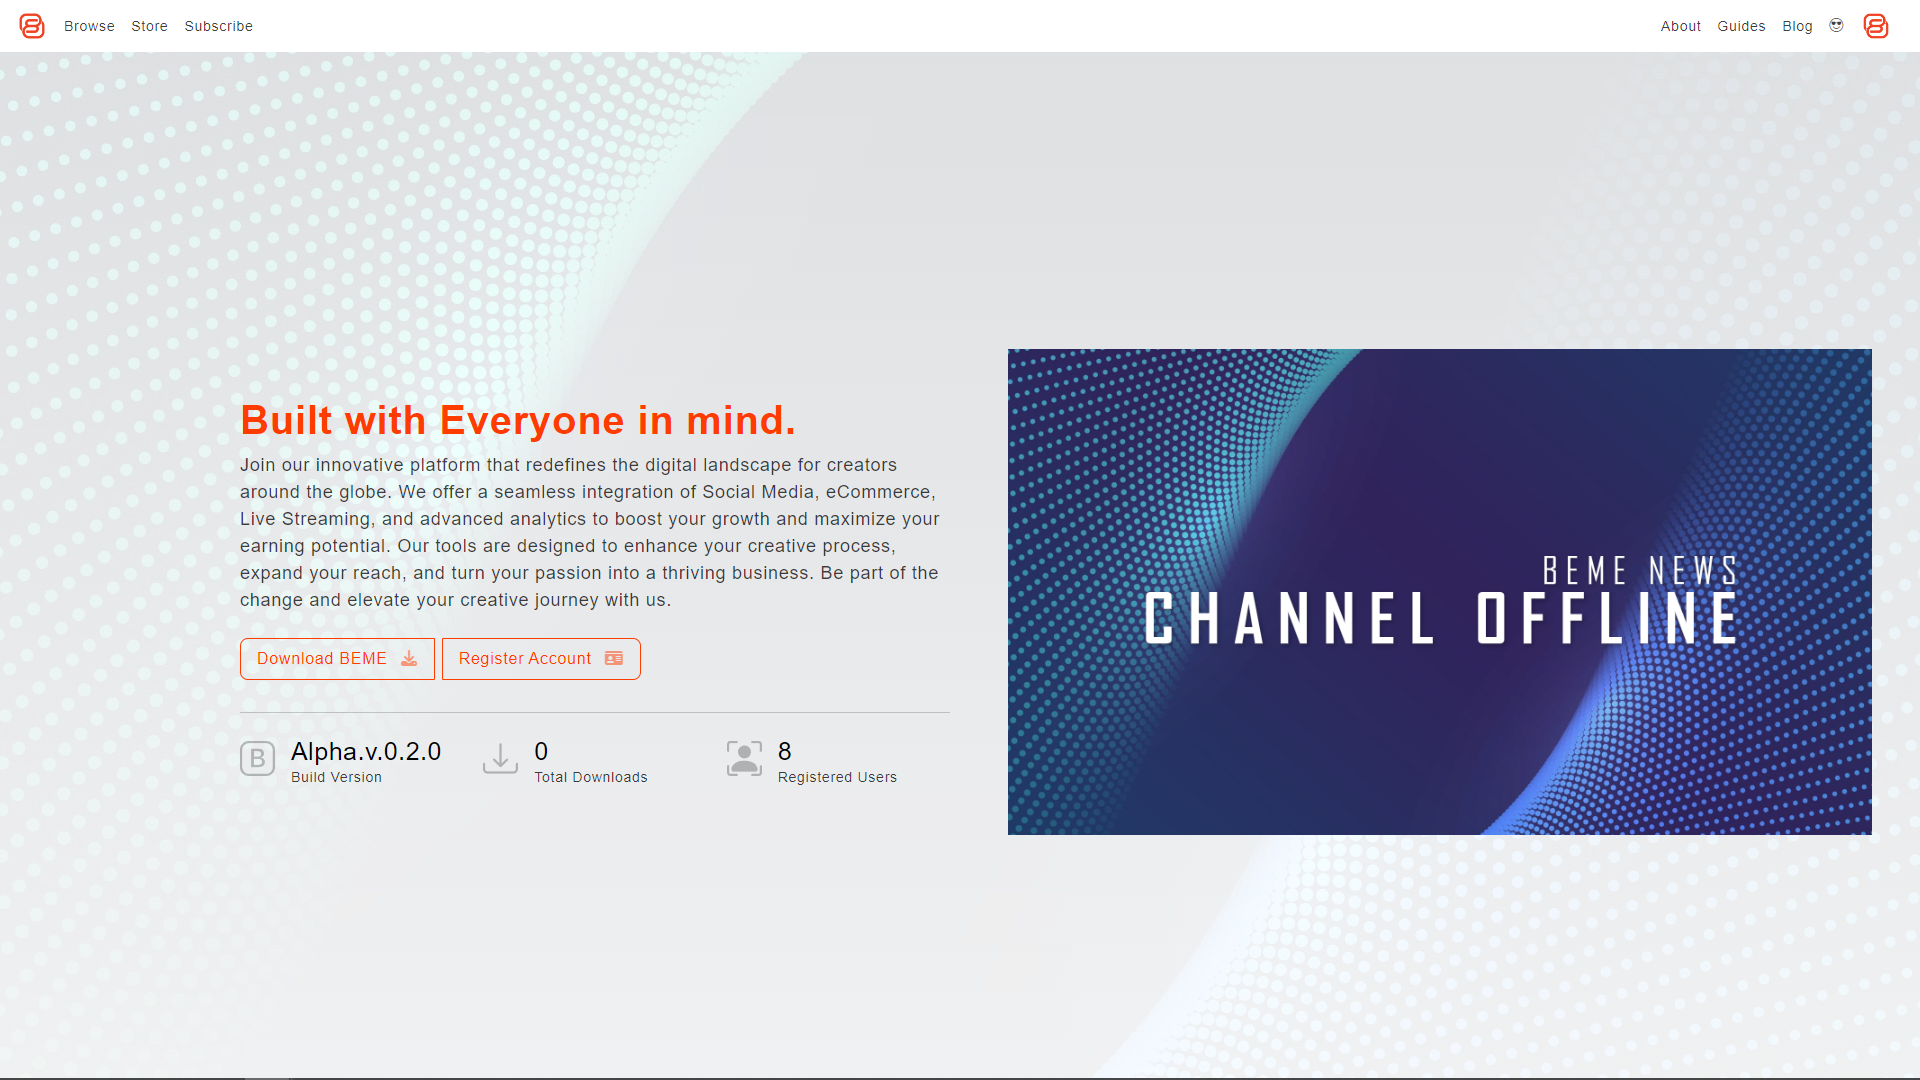 Browse Store Subscribe
About Guides Blog
Built with Everyone in mind.
Join our innovative platform that redefines the digital landscape for creators
around the globe. We offer a seamless integration of Social Media, eCommerce,
Live Streaming, and advanced analytics to boost your growth and maximize your
earning potential. Our tools are designed to enhance your creative process,
expand your reach, and turn your passion into a thriving business. Be part of the
change and elevate your creative journey with us.
Download BEME Register Account
B Alpha.v.0.2.0
Build Version
0
Total Downloads
8
Registered Users
BEME NEWS
CHANNEL OFFLINE